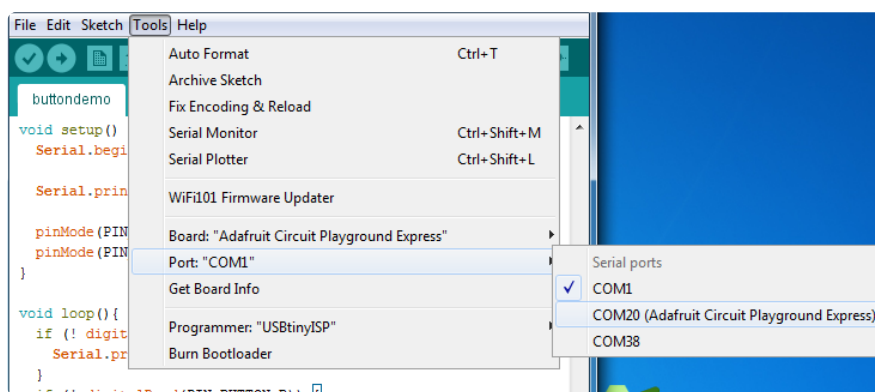 File Edit Sketch Tools Help
Auto Format Ctrl+T
Archive Sketch
Fix Encoding & Reload
Serial Monitor Ctrl+Shift+M
Serial Plotter Ctrl+Shift+L
WiFi101 Firmware Updater
Board: "Adafruit Circuit Playground Express"
Port: "COM1"
Get Board Info
Programmer: "USBtinyISP"
Burn Bootloader
Serial ports
COM1
COM20 (Adafruit Circuit Playground Express)
COM38
buttondemo
void setup()
Serial.begi
Serial.prin
pinMode(PIN
pinMode(PIN
}
void loop(){
if (! digit
Serial.pr
}